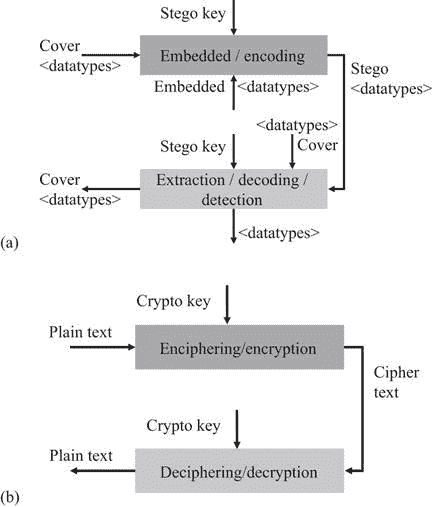 Stego key
Cover
<datatypes>
Embedded / encoding
Stego
<datatypes>
Embedded <datatypes>
<datatypes>
Cover
Stego key
Cover
<datatypes>
Extraction / decoding /
detection
<datatypes>
(a)
Crypto key
Plain text
Enciphering/encryption
Cipher
text
Crypto key
Plain text
Deciphering/decryption
(b)